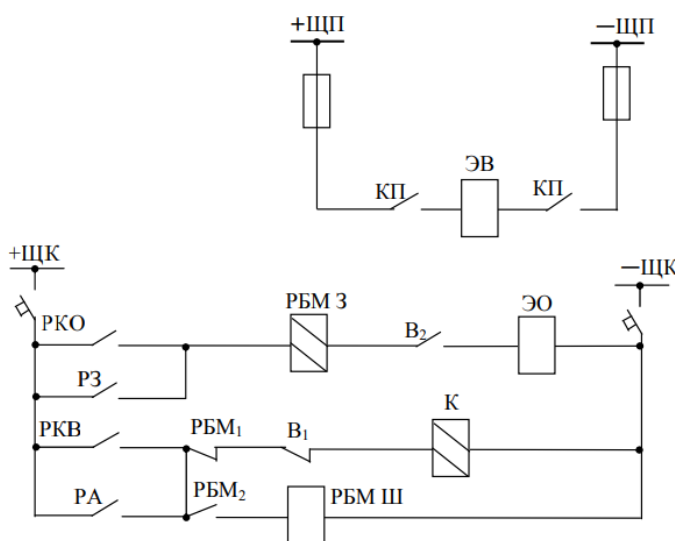 +ЩП
—ЩП
ЭВ
КП
КП
+ЩК
—ЩК
РБМ З
ЭО
РКО
В₂
РЗ
К
РКВ
РБМ₁
В₁
РА
РБМ₂
РБМ Ш